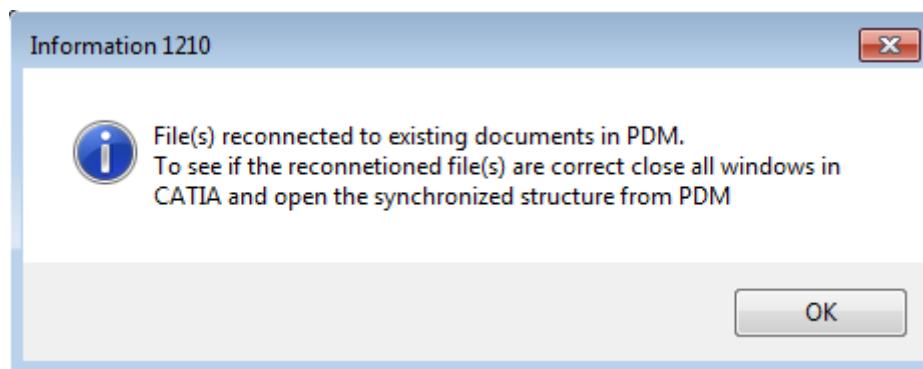 Information 1210
File(s) reconnected to existing documents in PDM.
To see if the reconnetioned file(s) are correct close all windows in
CATIA and open the synchronized structure from PDM
OK